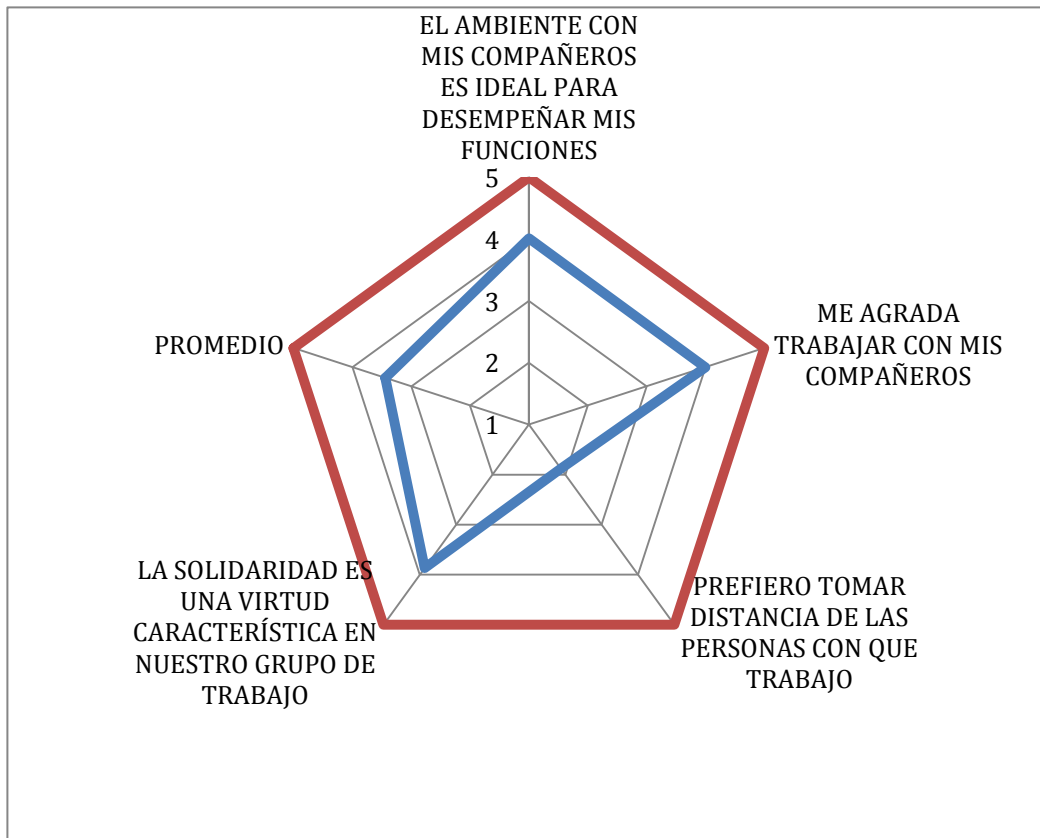 EL AMBIENTE CON
MIS COMPAÑEROS
ES IDEAL PARA
DESEMPEÑAR MIS
FUNCIONES
5
4
3
2
1
ME AGRADA
TRABAJAR CON MIS
COMPAÑEROS
PREFIERO TOMAR
DISTANCIA DE LAS
PERSONAS CON QUE
TRABAJO
LA SOLIDARIDAD ES
UNA VIRTUD
CARACTERÍSTICA EN
NUESTRO GRUPO DE
TRABAJO
PROMEDIO